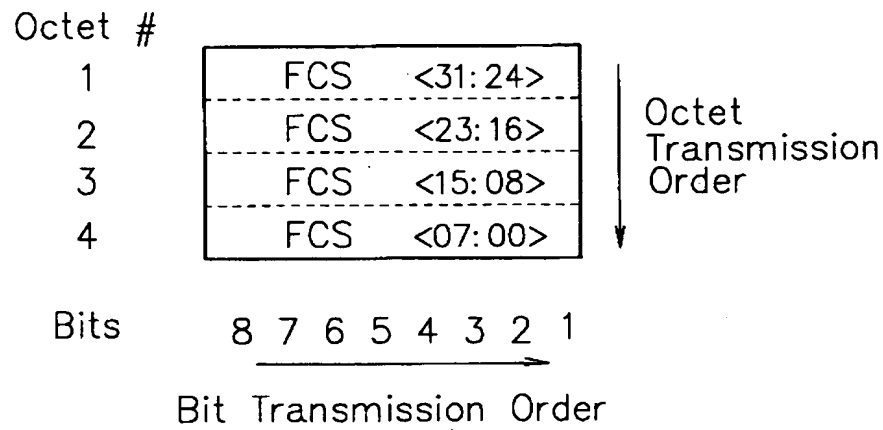 Octet #
1 FCS <31:24>
2 FCS <23:16>
3 FCS <15:08>
4 FCS <07:00>
Octet
Transmission
Order
Bits 8 7 6 5 4 3 2 1
Bit Transmission Order